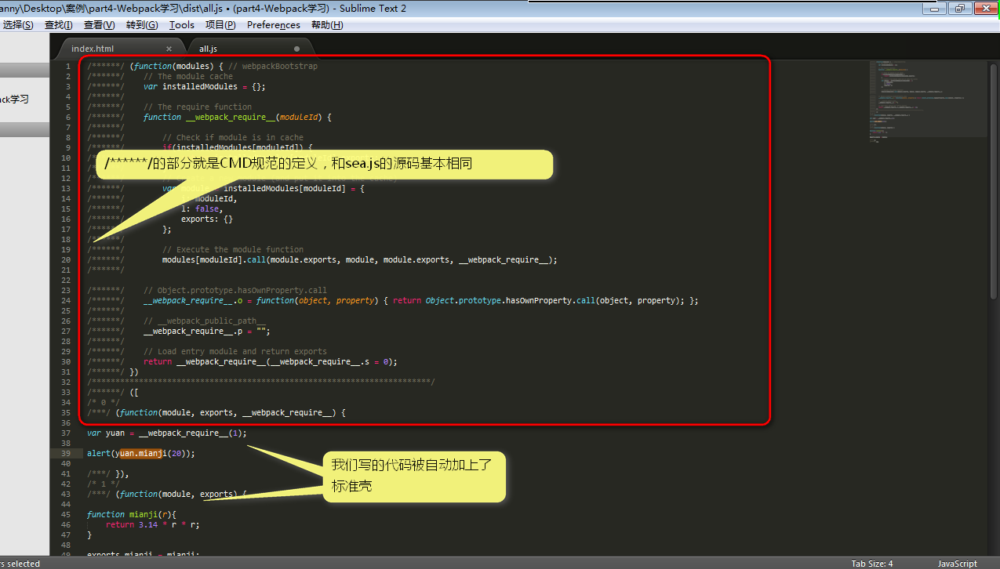 anny\Desktop\案例\part4-Webpack学习\dist\all.js • (part4-Webpack学习) - Sublime Text 2
选择(S) 查找(I) 查看(V) 转到(G) Tools 项目(P) Preferences 帮助(H)
index.html × all.js
ack学习
1 /******/ (function(modules) { // webpackBootstrap
2 /******/ // The module cache
3 /******/ var installedModules = {};
4 /******/
5 /******/ // The require function
6 /******/ function __webpack_require__(moduleId) {
7 /******/
8 /******/ // Check if module is in cache
9 /******/ if(installedModules[moduleId]) {
10
/******/的部分就是CMD规范的定义，和sea.js的源码基本相同
11
12 /******/
13 /******/ installedModules[moduleId] = {
14 /******/ moduleId,
15 /******/ l: false,
16 /******/ exports: {}
17 /******/ };
18
19 /******/ // Execute the module function
20 /******/ modules[moduleId].call(module.exports, module, module.exports, __webpack_require__);
21 /******/
22
23 /******/ // Object.prototype.hasOwnProperty.call
24 /******/ __webpack_require__.o = function(object, property) { return Object.prototype.hasOwnProperty.call(object, property); };
25 /******/
26 /******/ // __webpack_public_path__
27 /******/ __webpack_require__.p = "";
28 /******/
29 /******/ // Load entry module and return exports
30 /******/ return __webpack_require__(__webpack_require__.s = 0);
31 /******/ })
32 /************************************************************************/
33 /******/ ([
34 /* 0 */
35 /***/ (function(module, exports, __webpack_require__) {
36
37 var yuan = __webpack_require__(1);
38
39 alert(yuan.mianji(20));
40
我们写的代码被自动加上了
标准壳
41 /***/ }),
42 /* 1 */
43 /***/ (function(module, exports) {
44
45 function mianji(r){
46 return 3.14 * r * r;
47 }
48
49 exports.mianji = mianji;
rs selected Tab Size: 4 JavaScript